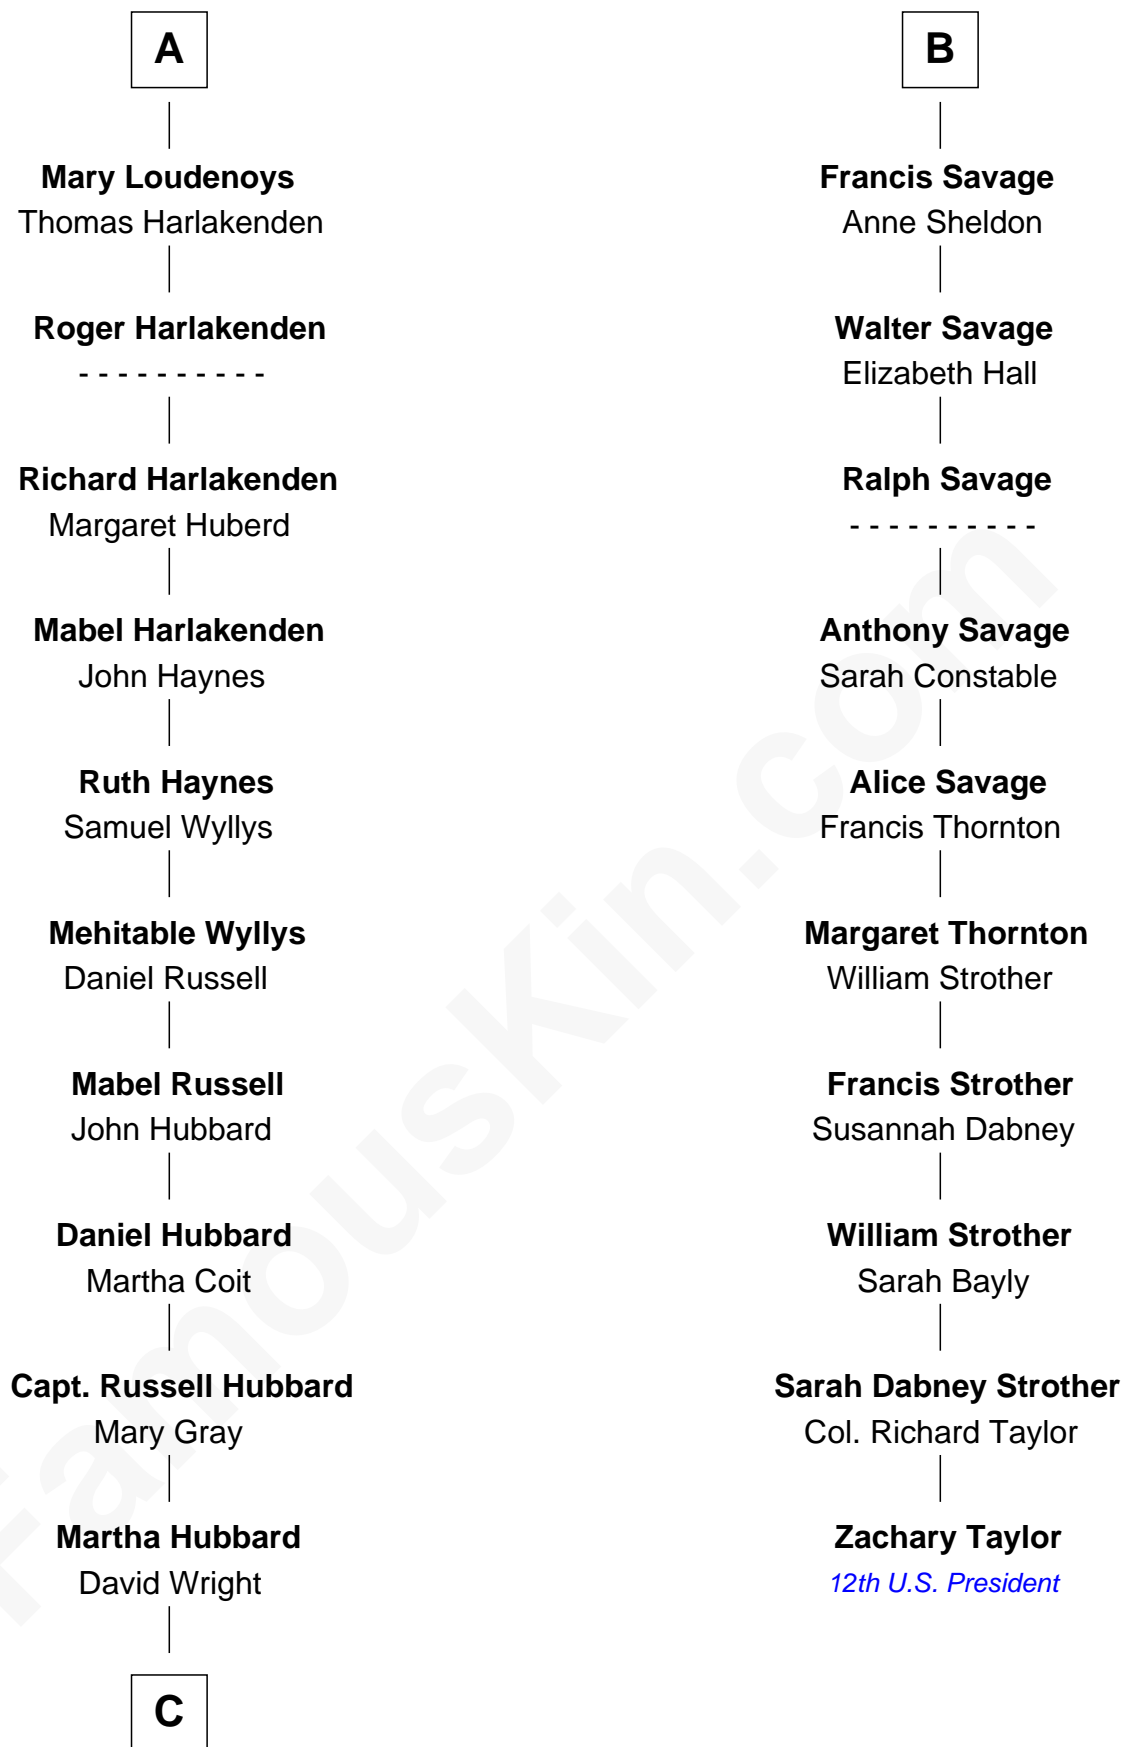 A
Mary Loudenoys
Thomas Harlakenden
Roger Harlakenden
- - - - - - - - - -
Richard Harlakenden
Margaret Huberd
Mabel Harlakenden
John Haynes
Ruth Haynes
Samuel Wyllys
Mehitable Wyllys
Daniel Russell
Mabel Russell
John Hubbard
Daniel Hubbard
Martha Coit
Capt. Russell Hubbard
Mary Gray
Martha Hubbard
David Wright
C
B
Francis Savage
Anne Sheldon
Walter Savage
Elizabeth Hall
Ralph Savage
- - - - - - - - - -
Anthony Savage
Sarah Constable
Alice Savage
Francis Thornton
Margaret Thornton
William Strother
Francis Strother
Susannah Dabney
William Strother
Sarah Bayly
Sarah Dabney Strother
Col. Richard Taylor
Zachary Taylor
12th U.S. President
FamousKin.com